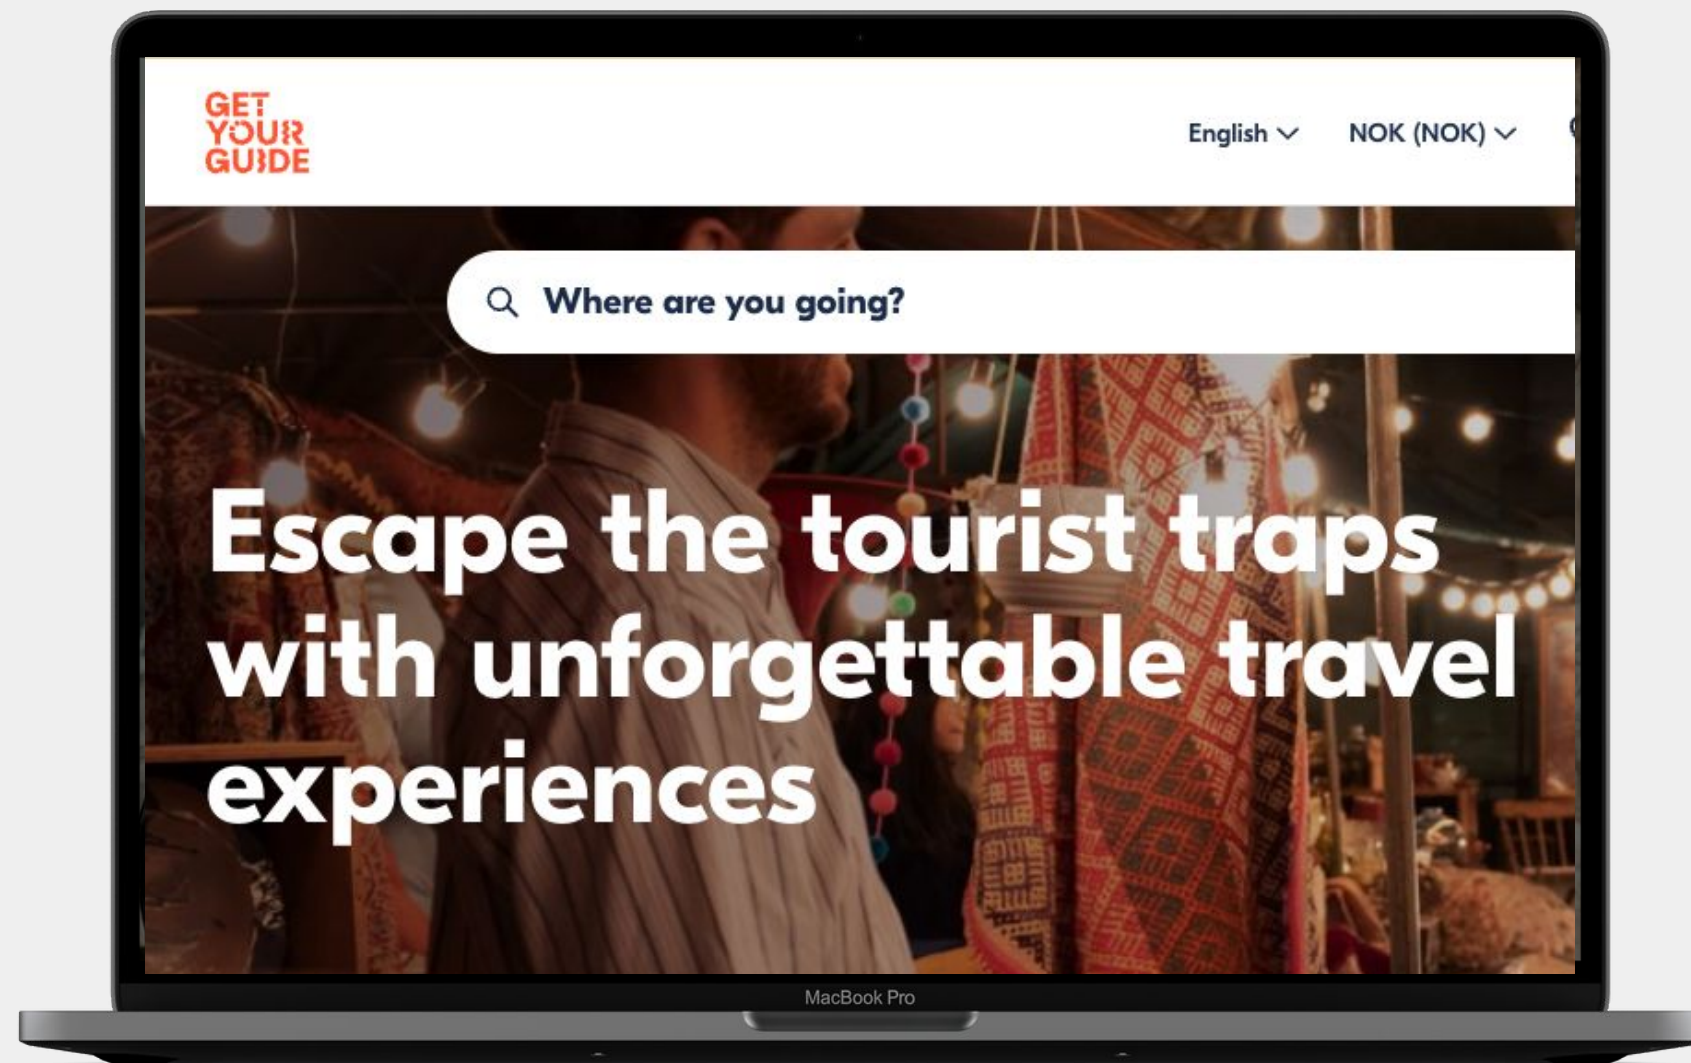 GET
YOUR
GUIDE
English
NOK (NOK)
Where are you going?
Escape the tourist traps
with unforgettable travel
experiences
MacBook Pro